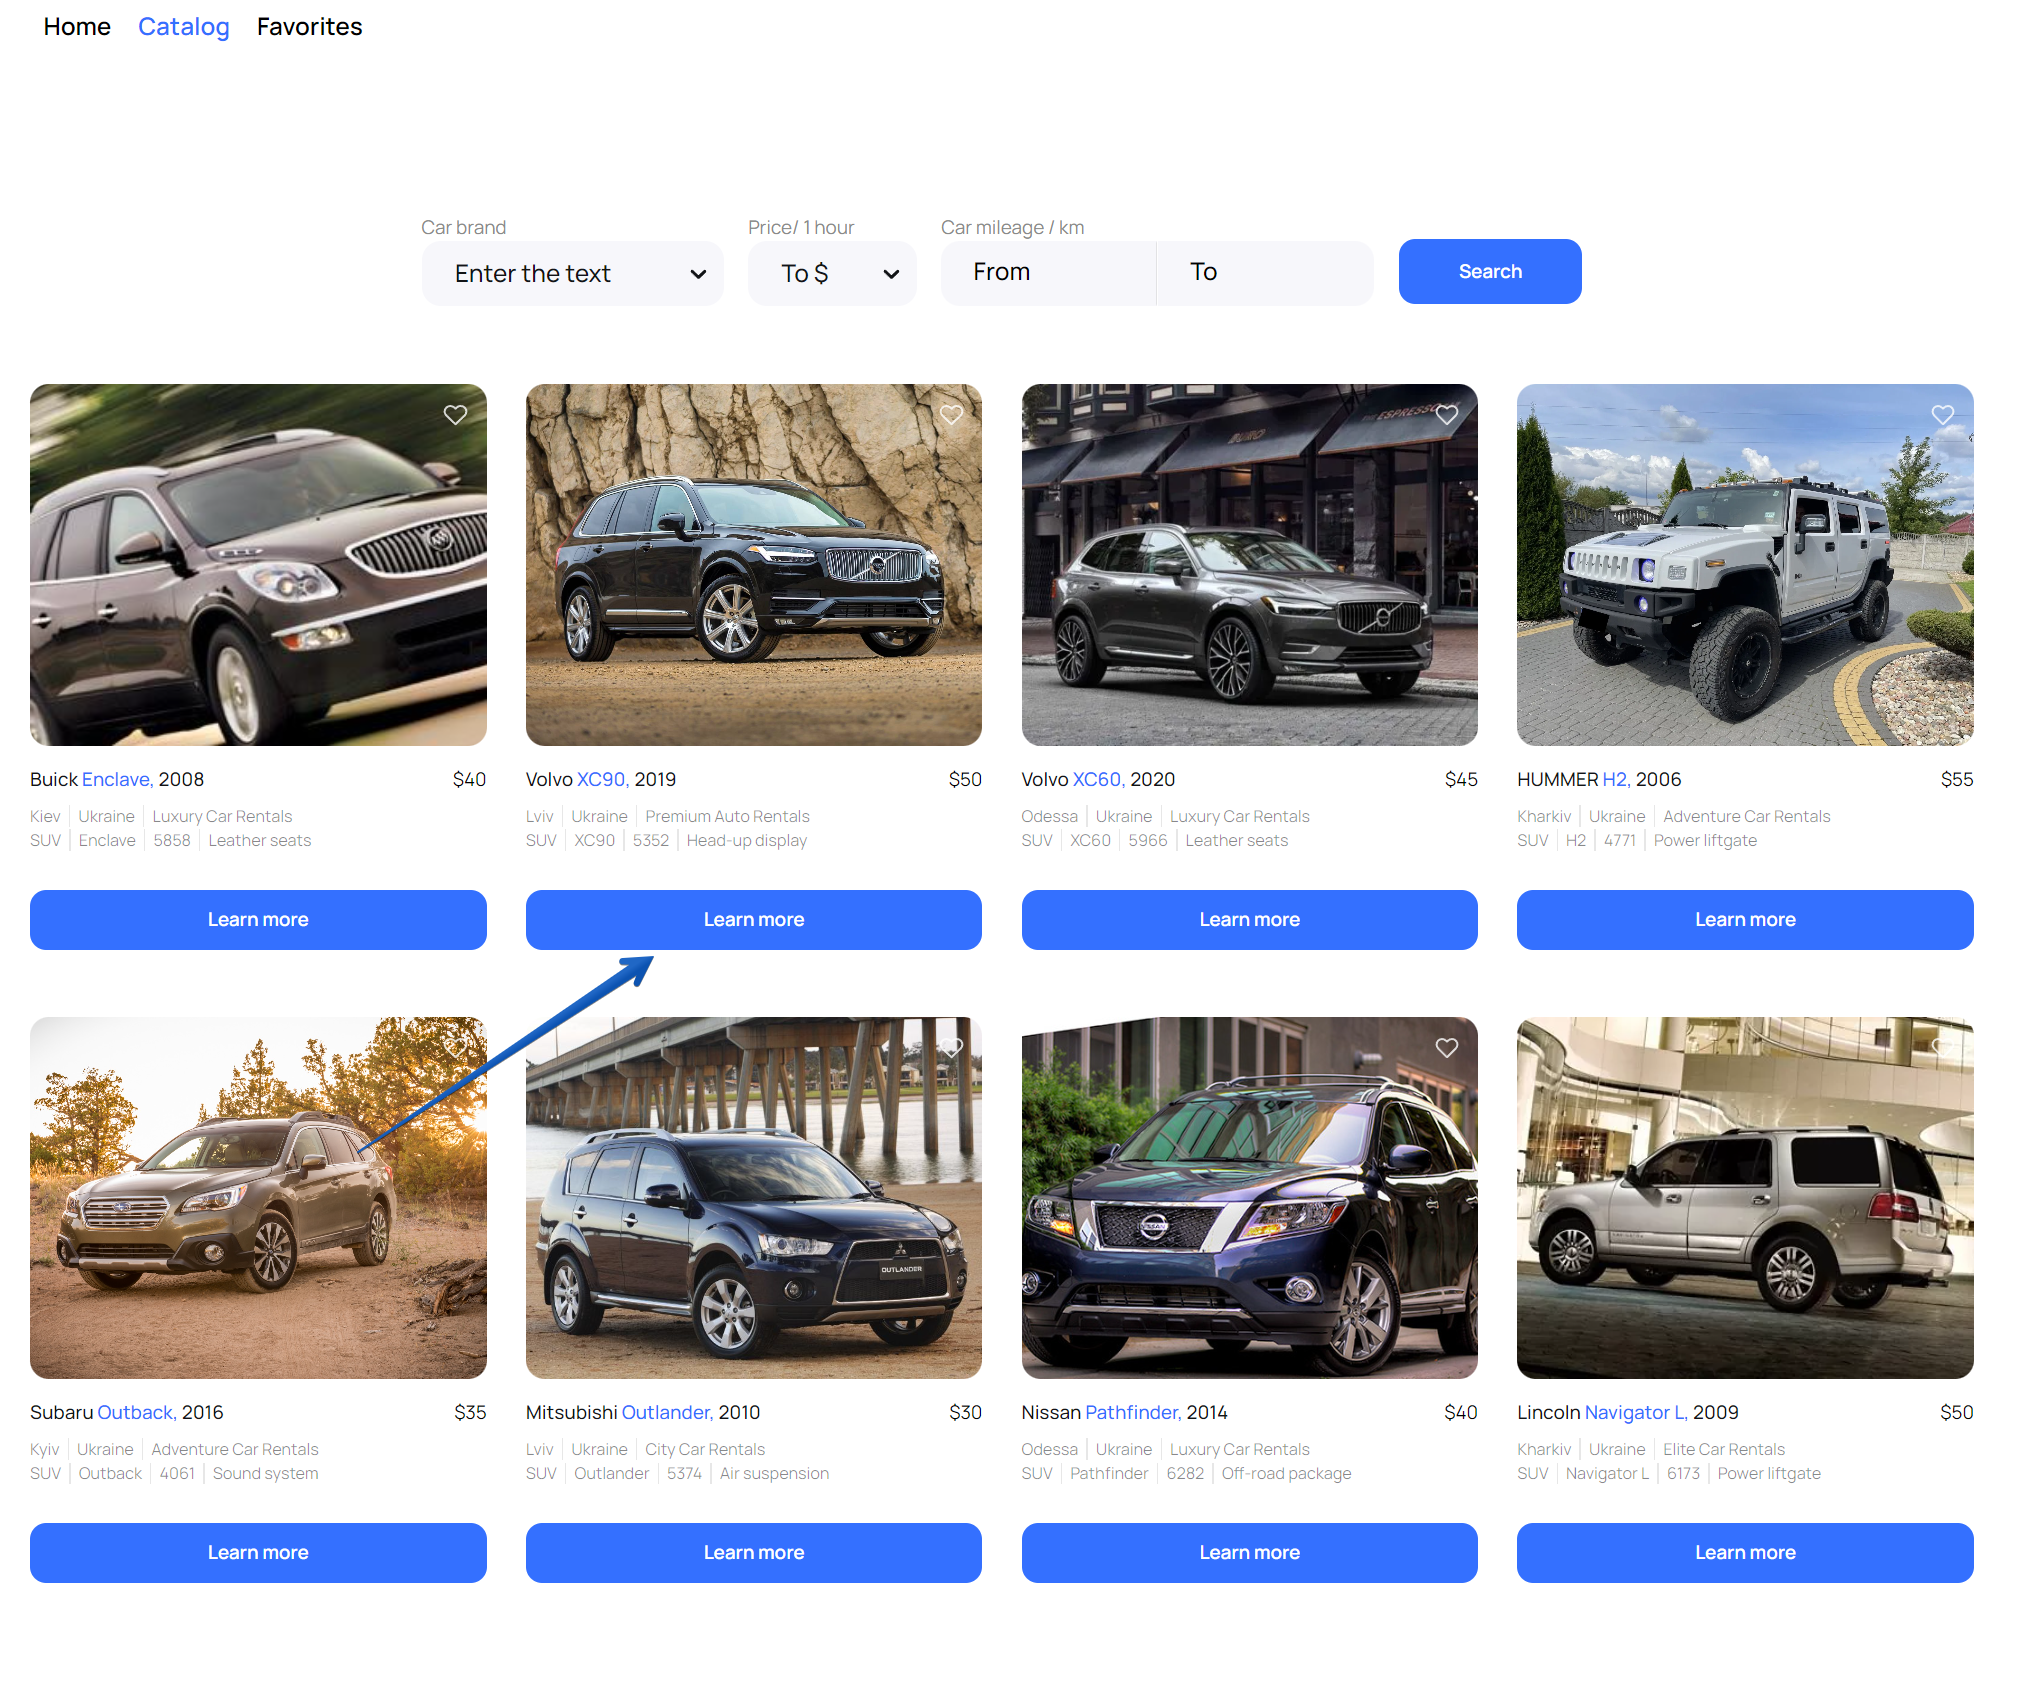 Home Catalog Favorites
Car brand Price/ 1 hour Car mileage / km
Enter the text To $ From To Search
ESPRESSO
BURO
Buick Enclave, 2008 $40
Kiev Ukraine Luxury Car Rentals
SUV Enclave 5858 Leather seats
Learn more
Volvo XC90, 2019 $50
Lviv Ukraine Premium Auto Rentals
SUV XC90 5352 Head-up display
Learn more
Volvo XC60, 2020 $45
Odessa Ukraine Luxury Car Rentals
SUV XC60 5966 Leather seats
Learn more
HUMMER H2, 2006 $55
Kharkiv Ukraine Adventure Car Rentals
SUV H2 4771 Power liftgate
Learn more
OUTLANDER
NISSAN
Subaru Outback, 2016 $35
Kyiv Ukraine Adventure Car Rentals
SUV Outback 4061 Sound system
Learn more
Mitsubishi Outlander, 2010 $30
Lviv Ukraine City Car Rentals
SUV Outlander 5374 Air suspension
Learn more
Nissan Pathfinder, 2014 $40
Odessa Ukraine Luxury Car Rentals
SUV Pathfinder 6282 Off-road package
Learn more
Lincoln Navigator L, 2009 $50
Kharkiv Ukraine Elite Car Rentals
SUV Navigator L 6173 Power liftgate
Learn more